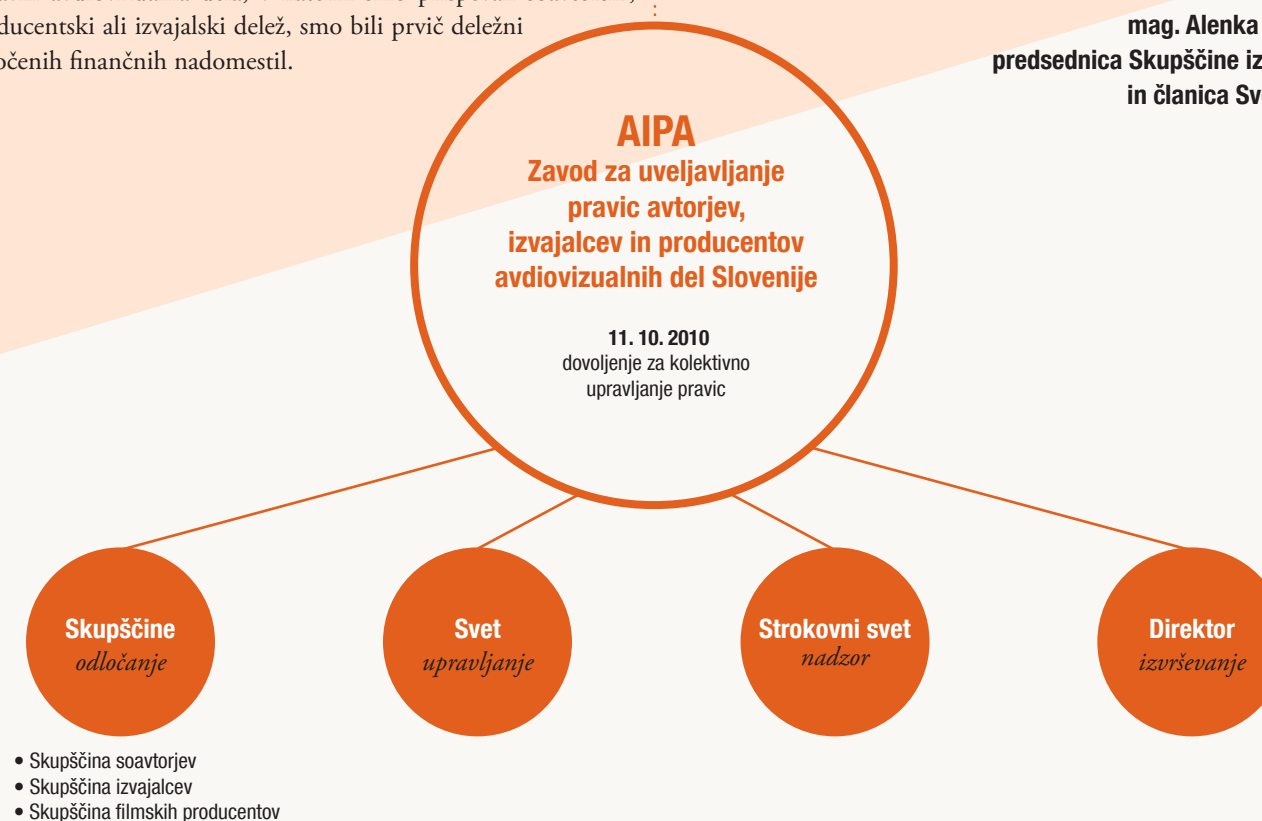 ducentski ali izvajalski delež, smo bili prvič deležni
očenih finančnih nadomestil.
mag. Alenka
predsednica Skupščine iz
in članica Sv
AIPA
Zavod za uveljavljanje
pravic avtorjev,
izvajalcev in producentov
avdiovizualnih del Slovenije
11. 10. 2010
dovoljenje za kolektivno
upravljanje pravic
Skupščine
odločanje
Svet
upravljanje
Strokovni svet
nadzor
Direktor
izvrševanje
• Skupščina soavtorjev
• Skupščina izvajalcev
• Skupščina filmskih producentov